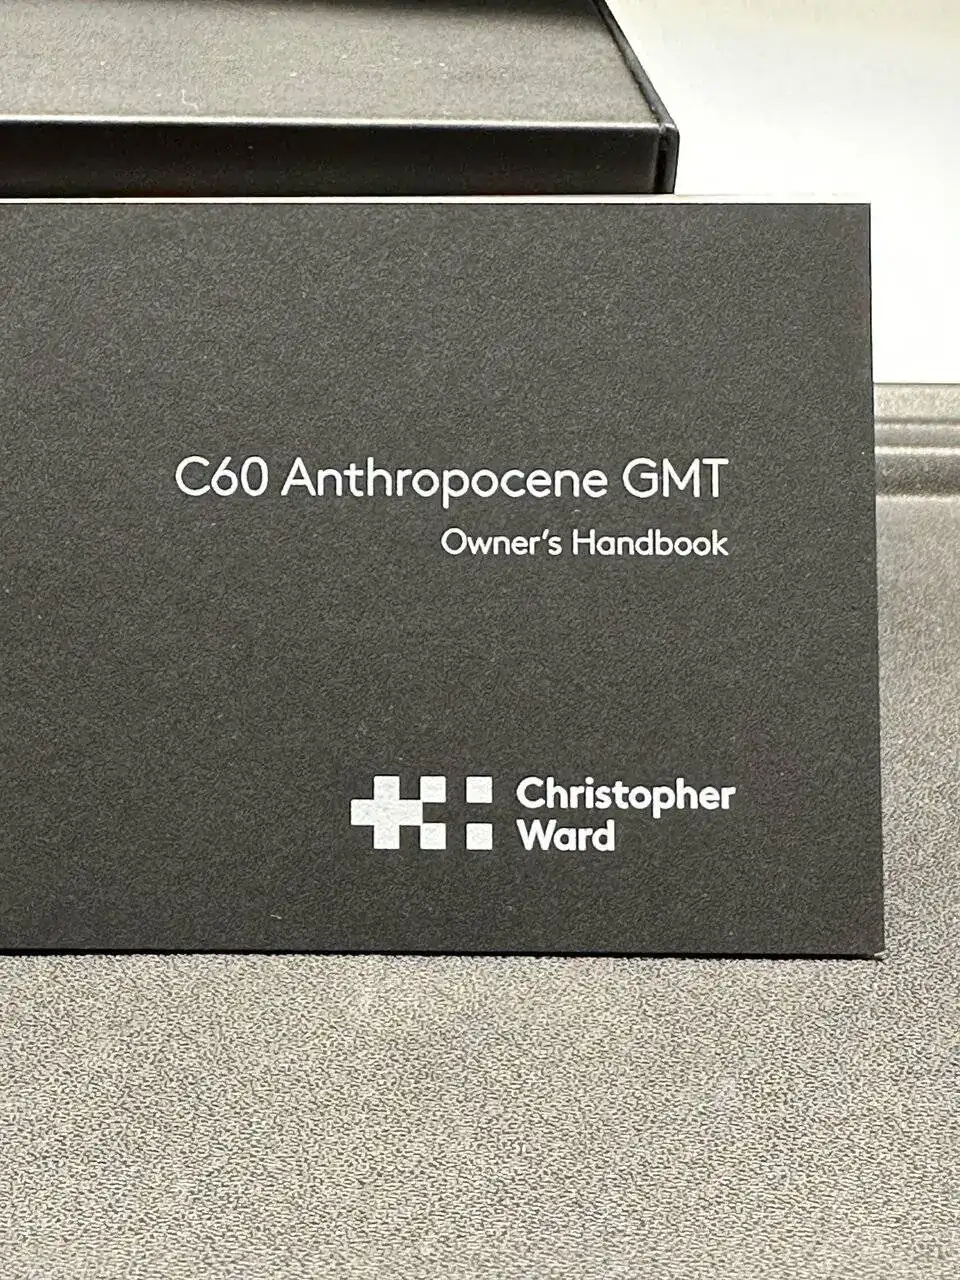 C60 Anthropocene GMT
Owner's Handbook
Christopher
Ward